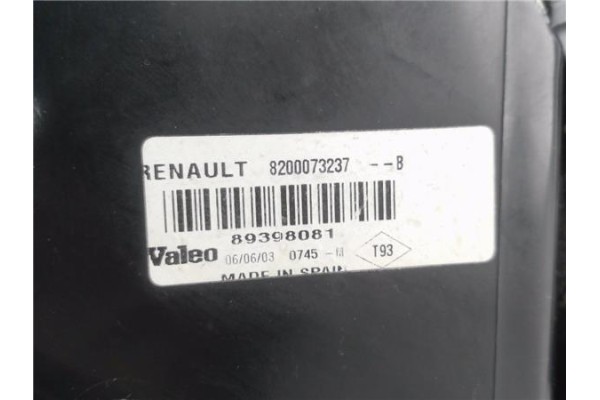 RENAULT 8200073237 --B
89398081
Valeo 06/06/03 0745-M T93
MADE IN SPAIN